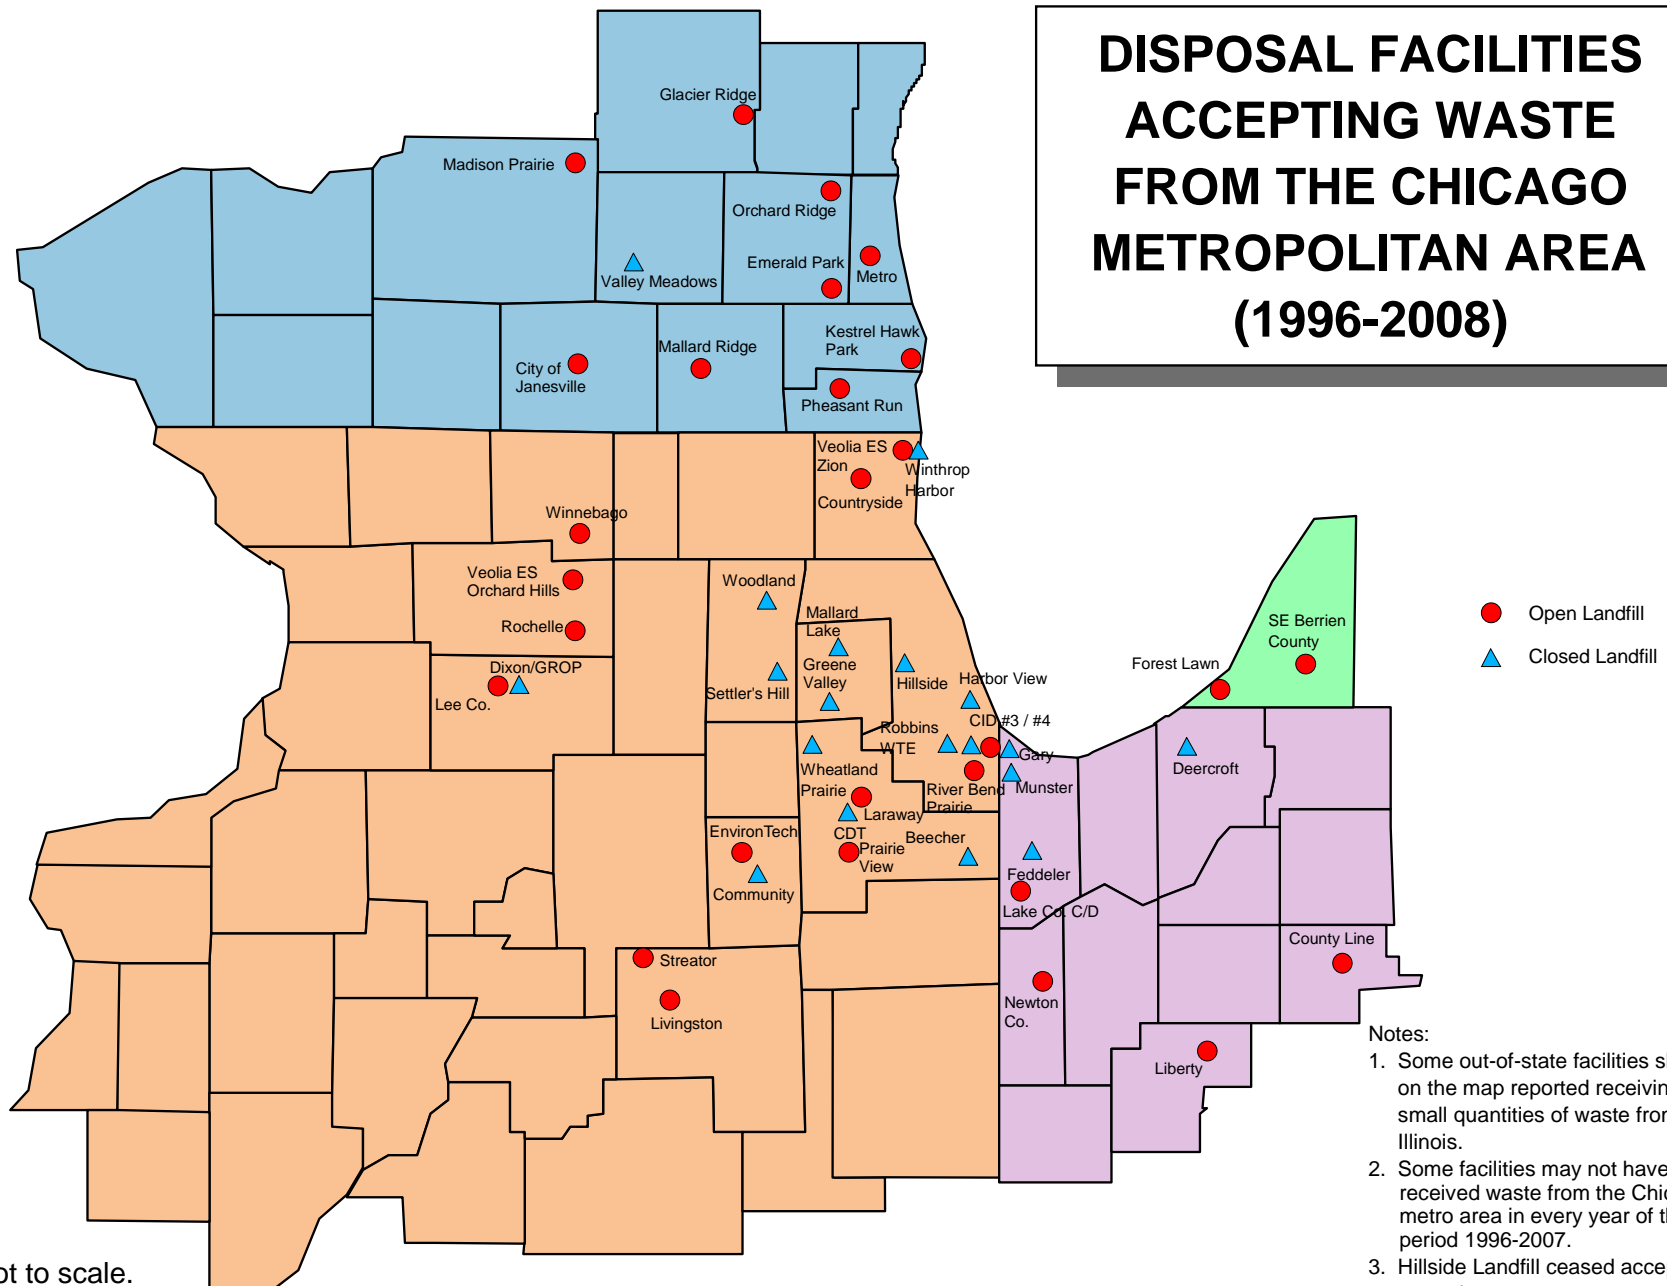 DISPOSAL FACILITIES
ACCEPTING WASTE
FROM THE CHICAGO
METROPOLITAN AREA
(1996-2008)
Glacier Ridge
Madison Prairie
Orchard Ridge
Emerald Park
Metro
Valley Meadows
Kestrel Hawk
Park
Mallard Ridge
City of
Janesville
Pheasant Run
Veolia ES
Zion
Winthrop
Harbor
Countryside
Winnebago
Veolia ES
Orchard Hills
Rochelle
Woodland
Mallard
Lake
Greene
Valley
Settler's Hill
Hillside
Harbor View
CID #3 / #4
Robbins
WTE
Gary
Munster
River Bend
Prairie
Dixon/GROP
Lee Co.
Wheatland
Prairie
Laraway
CDT
Prairie
View
Beecher
EnvironTech
Community
Feddeler
Lake Co. C/D
Deercroft
Forest Lawn
SE Berrien
County
Open Landfill
Closed Landfill
County Line
Streator
Livingston
Newton
Co.
Liberty
Notes:
1. Some out-of-state facilities
on the map reported
small quantities of waste
Illinois.
2. Some facilities may not have
received waste from the
metro area in every year of
period 1996-2007.
3. Hillside Landfill ceased
to scale.